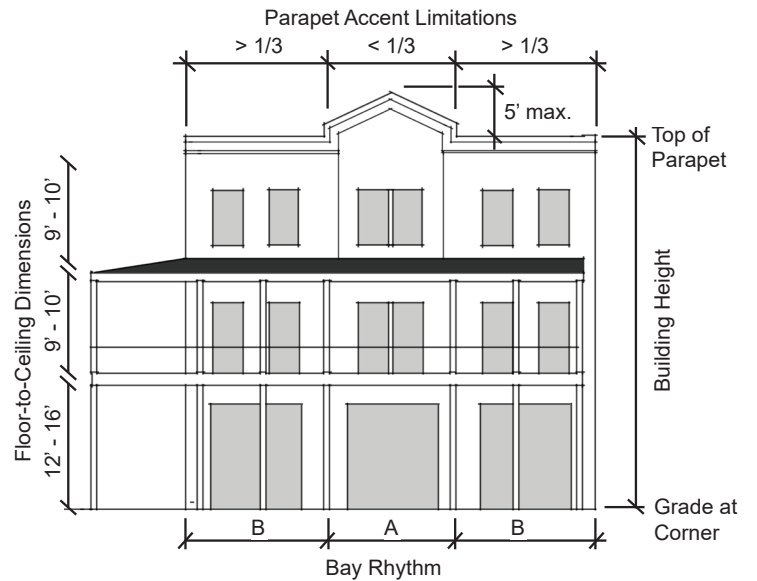 Parapet Accent Limitations
> 1/3
< 1/3
> 1/3
5' max.
Top of
Parapet
9' - 10'
9' - 10'
12' - 16'
Floor-to-Ceiling Dimensions
Building Height
Grade at
Corner
B
A
B
Bay Rhythm